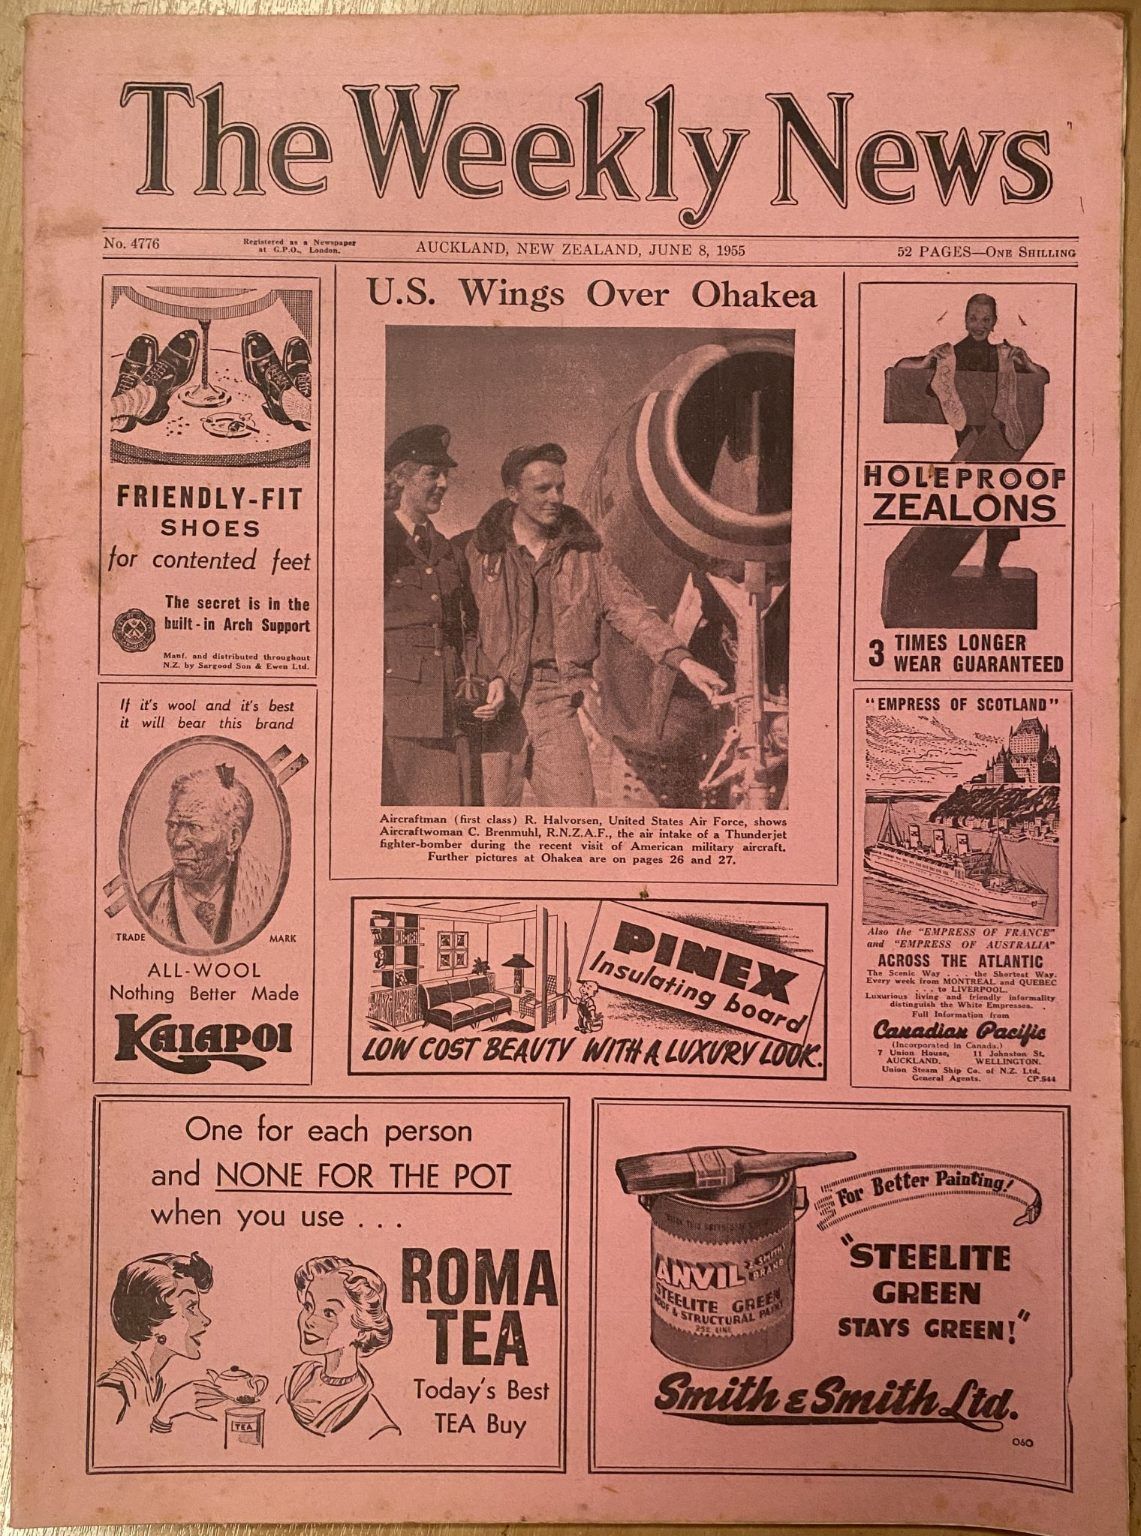 The Weekly News
No. 4776
Registered as a Newspaper
at G.P.O., London.
AUCKLAND, NEW ZEALAND, JUNE 8, 1955
52 PAGES—ONE SHILLING
FRIENDLY-FIT
SHOES
for contented feet
The secret is in the
built-in Arch Support
Manf. and distributed throughout
N.Z. by Sargood Son & Ewen Ltd.
If it's wool and it's best
it will bear this brand
TRADE MARK
ALL-WOOL
Nothing Better Made
KAIAPOI
U.S. Wings Over Ohakea
Aircraftman (first class) R. Halvorsen, United States Air Force, shows
Aircraftwoman C. Brenmuhl, R.N.Z.A.F., the air intake of a Thunderjet
fighter-bomber during the recent visit of American military aircraft.
Further pictures at Ohakea are on pages 26 and 27.
PINEX
Insulating board
LOW COST BEAUTY WITH A LUXURY LOOK.
HOLEPROOF
ZEALONS
3 TIMES LONGER
WEAR GUARANTEED
"EMPRESS OF SCOTLAND"
Also the "EMPRESS OF FRANCE"
and "EMPRESS OF AUSTRALIA"
ACROSS THE ATLANTIC
The Scenic Way . . . the Shortest Way.
Every week from MONTREAL and QUEBEC
. . . to LIVERPOOL.
Luxurious living and friendly informality
distinguish the White Empresses.
Full Information from
Canadian Pacific
(Incorporated in Canada.)
7 Union House, 11 Johnston St,
AUCKLAND. WELLINGTON.
Union Steam Ship Co. of N.Z. Ltd,
General Agents. CP.544
One for each person
and NONE FOR THE POT
when you use . . .
ROMA
TEA
Today's Best
TEA Buy
TEA
For Better Painting!
ANVIL
STEELITE GREEN
ROOF & STRUCTURAL PAINT
"STEELITE
GREEN
STAYS GREEN!"
Smith & Smith Ltd.
060